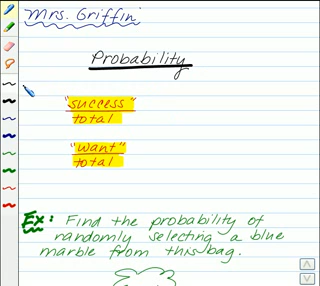 Mrs. Griffin
Probability
"success"
total
"want"
total
Ex: Find the probability of
randomly selecting a blue
marble from this bag.